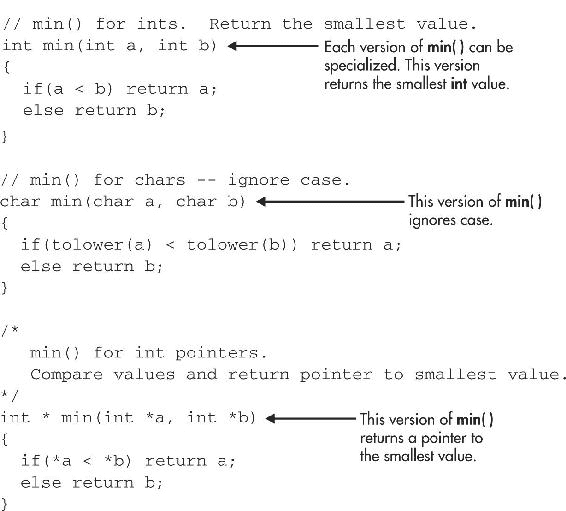 // min() for ints.  Return the smallest value.
int min(int a, int b)
Each version of min( ) can be
specialized. This version
returns the smallest int value.
{
  if(a < b) return a;
  else return b;
}
// min() for chars -- ignore case.
char min(char a, char b)
This version of min( )
ignores case.
{
  if(tolower(a) < tolower(b)) return a;
  else return b;
}
/*
   min() for int pointers.
   Compare values and return pointer to smallest value.
*/
int * min(int *a, int *b)
This version of min( )
returns a pointer to
the smallest value.
{
  if(*a < *b) return a;
  else return b;
}